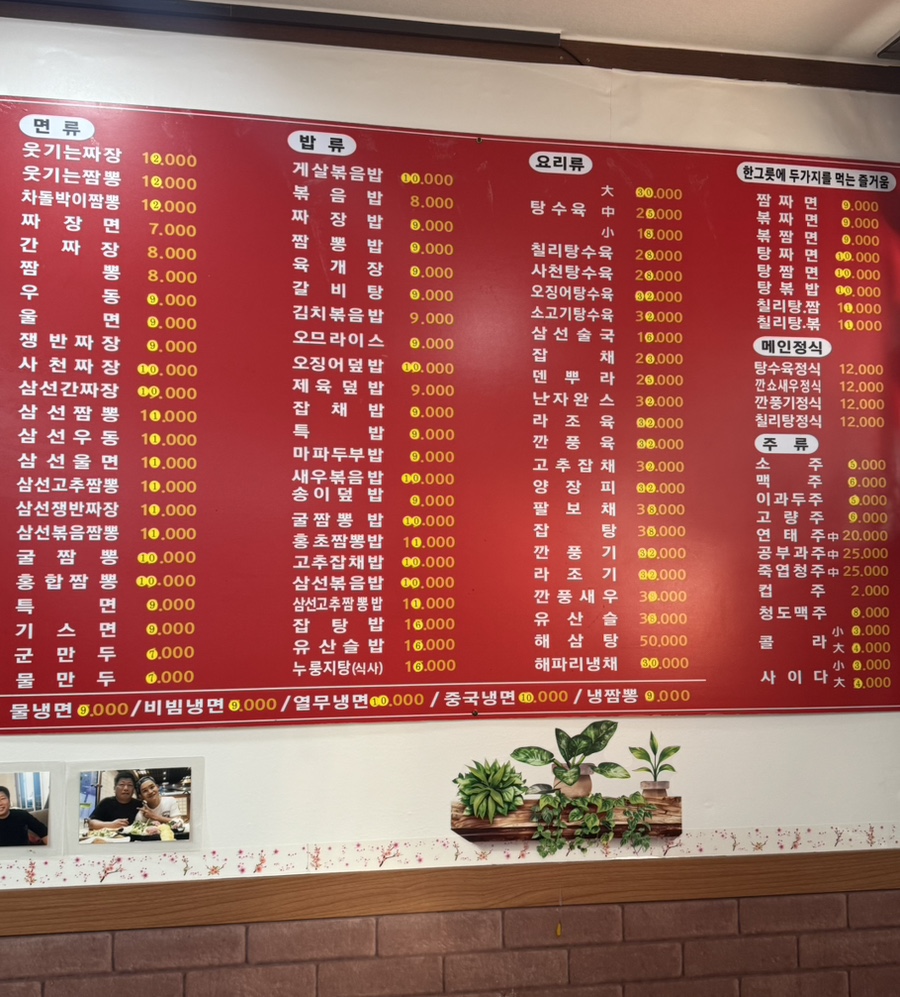 면 류
웃기는짜장 12.000
웃기는짬뽕 12.000
차돌박이짬뽕 12.000
짜 장 면 7.000
간 짜 장 8.000
짬 뽕 8.000
우 동 9.000
울 면 9.000
쟁반짜장 9.000
사천짜장 10.000
삼선간짜장 10.000
삼선짬뽕 11.000
삼선우동 11.000
삼선울면 11.000
삼선고추짬뽕 11.000
삼선쟁반짜장 11.000
삼선볶음짬뽕 11.000
굴 짬 뽕 10.000
홍합짬뽕 10.000
특 면 9.000
기 스 면 9.000
군 만 두 7.000
물 만 두 7.000
밥 류
게살볶음밥 10.000
볶 음 밥 8.000
짜 장 밥 9.000
짬 뽕 밥 9.000
육 개 장 9.000
갈 비 탕 9.000
김치볶음밥 9.000
오므라이스 9.000
오징어덮밥 10.000
제육덮밥 9.000
잡 채 밥 9.000
특 밥 9.000
마파두부밥 9.000
새우볶음밥 10.000
송이덮밥 9.000
굴짬뽕밥 10.000
홍초짬뽕밥 11.000
고추잡채밥 10.000
삼선볶음밥 10.000
삼선고추짬뽕밥 11.000
잡 탕 밥 16.000
유산슬밥 16.000
누룽지탕(식사) 16.000
요리류
大 30.000
탕수육 中 25.000
小 18.000
칠리탕수육 28.000
사천탕수육 28.000
오징어탕수육 32.000
소고기탕수육 32.000
삼선술국 16.000
잡 채 23.000
덴 뿌 라 25.000
난자완스 32.000
라 조 육 32.000
깐 풍 육 32.000
고추잡채 32.000
양 장 피 32.000
팔 보 채 38.000
잡 탕 38.000
깐 풍 기 32.000
라 조 기 32.000
깐풍새우
유 산 슬
해 삼 탕 50,000
해파리냉채 30.000
한그릇에 두가지를 먹는 즐거움
짬 짜 면 9.000
볶 짜 면 9.000
볶 짬 면 9.000
탕 짜 면 10.000
탕 짬 면 10.000
탕 볶 밥 10.000
칠리탕.짬 11.000
칠리탕.볶 11.000
메인정식
탕수육정식 12.000
깐쇼새우정식 12.000
깐풍기정식 12.000
칠리탕정식 12.000
주 류
소 주 5.000
맥 주 6.000
이과두주 5.000
고 량 주 9.000
연태주中 20.000
공부과주中 25.000
죽엽청주中 25.000
컵 주 2.000
청도맥주 8.000
小 3.000
콜 라 大 4.000
小 3.000
사이다 大 4.000
물냉면 9.000/비빔냉면 9.000/열무냉면10.000/중국냉면 10.000/냉짬뽕 9.000